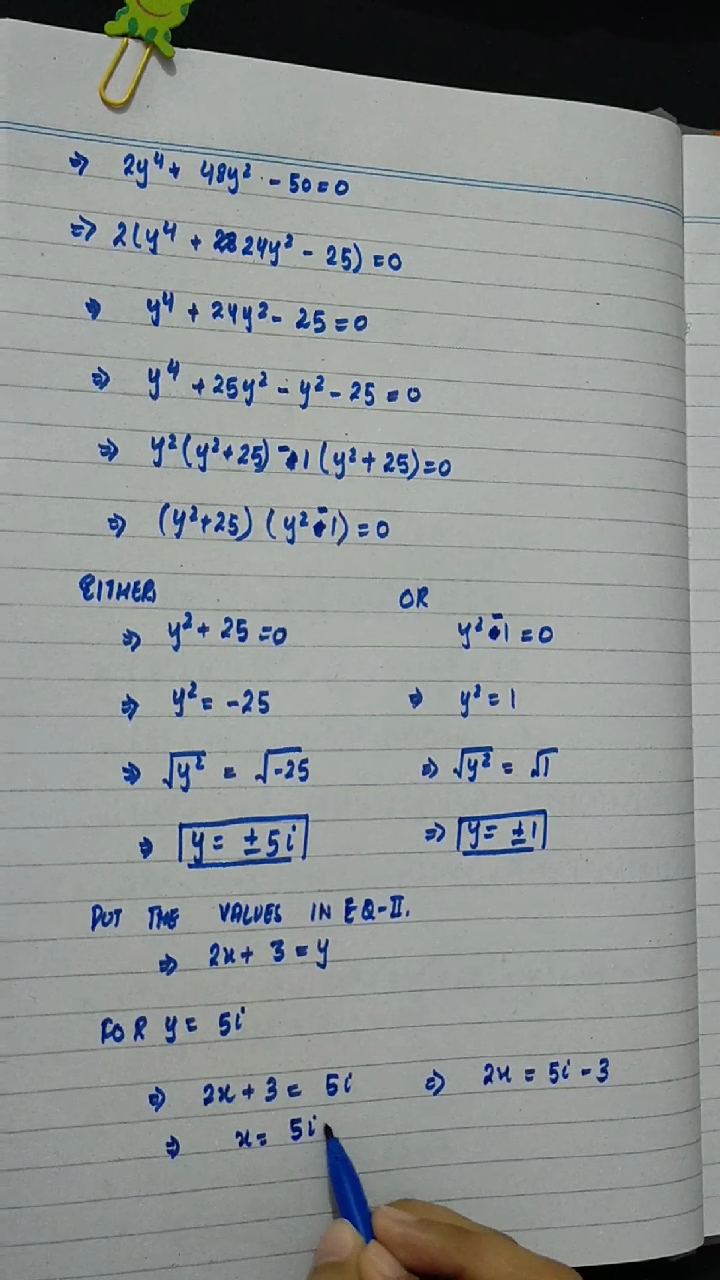 ⇒ 2y⁴ + 48y² - 50 = 0
⇒ 2(y⁴ + 24y² - 25) = 0
⇒ y⁴ + 24y² - 25 = 0
⇒ y⁴ + 25y² - y² - 25 = 0
⇒ y²(y² + 25) - 1(y² + 25) = 0
⇒ (y² + 25) (y² - 1) = 0
EITHER OR
⇒ y² + 25 = 0 y² - 1 = 0
⇒ y² = -25 ⇒ y² = 1
⇒ √y² = √-25 ⇒ √y² = √1
⇒ y = ±5i ⇒ y = ±1
PUT THE VALUES IN EQ-II.
⇒ 2x + 3 = y
FOR y = 5i
⇒ 2x + 3 = 5i ⇒ 2x = 5i - 3
⇒ x = 5i